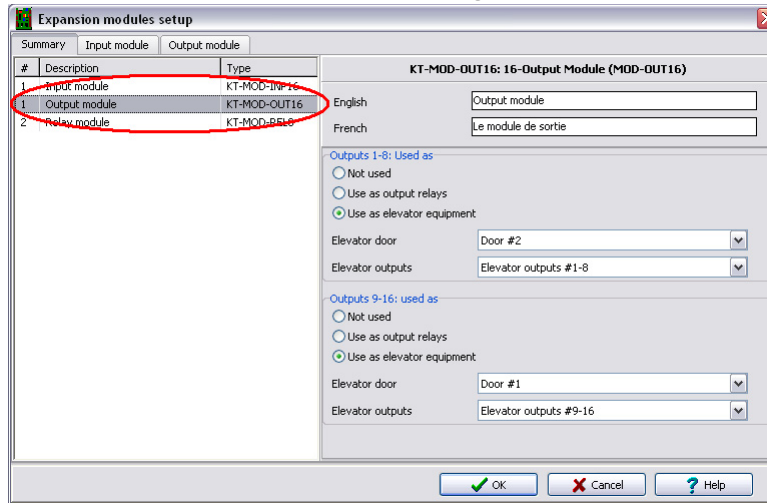 Expansion modules setup
Summary Input module Output module
# Description Type
1 Input module KT-MOD-INP16
1 Output module KT-MOD-OUT16
2 Relay module KT-MOD-REL8
KT-MOD-OUT16: 16-Output Module (MOD-OUT16)
English Output module
French Le module de sortie
Outputs 1-8: Used as
Not used
Use as output relays
Use as elevator equipment
Elevator door Door #2
Elevator outputs Elevator outputs #1-8
Outputs 9-16: used as
Not used
Use as output relays
Use as elevator equipment
Elevator door Door #1
Elevator outputs Elevator outputs #9-16
OK Cancel ? Help